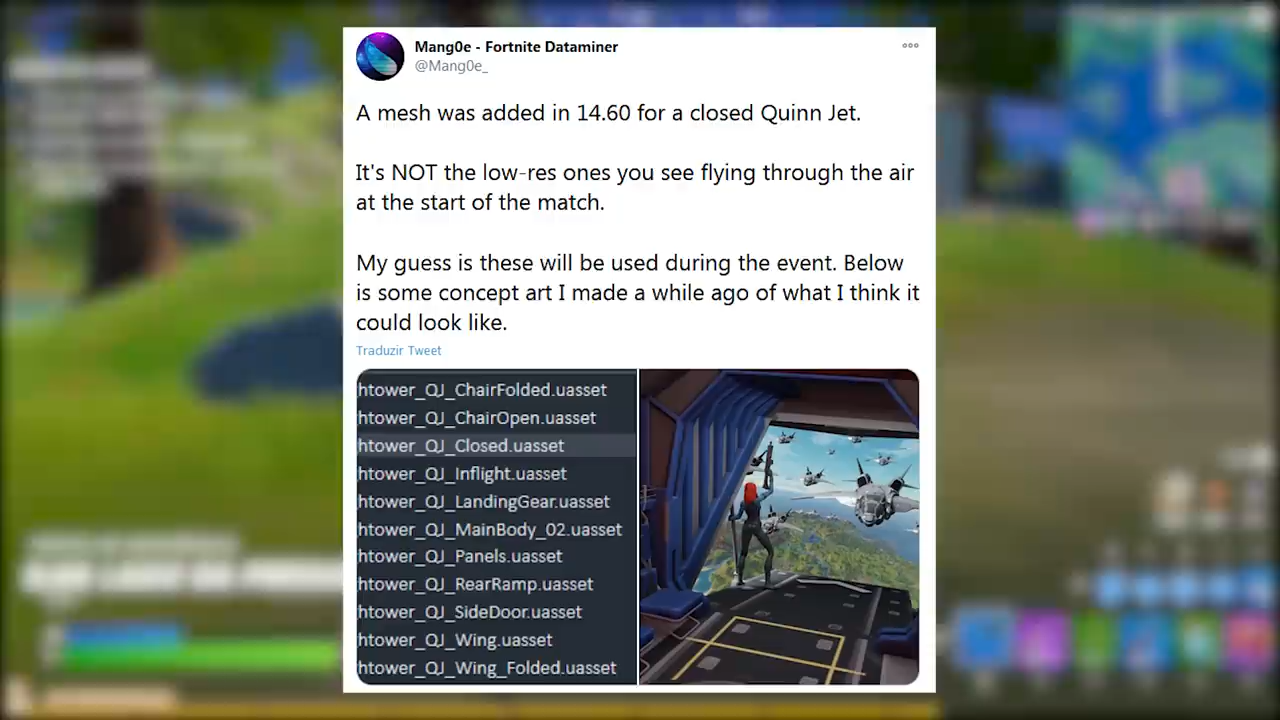 Mang0e - Fortnite Dataminer
@Mang0e_
A mesh was added in 14.60 for a closed Quinn Jet.
It's NOT the low-res ones you see flying through the air
at the start of the match.
My guess is these will be used during the event. Below
is some concept art I made a while ago of what I think it
could look like.
Traduzir Tweet
htower_QJ_ChairFolded.uasset
htower_QJ_ChairOpen.uasset
htower_QJ_Closed.uasset
htower_QJ_Inflight.uasset
htower_QJ_LandingGear.uasset
htower_QJ_MainBody_02.uasset
htower_QJ_Panels.uasset
htower_QJ_RearRamp.uasset
htower_QJ_SideDoor.uasset
htower_QJ_Wing.uasset
htower_QJ_Wing_Folded.uasset